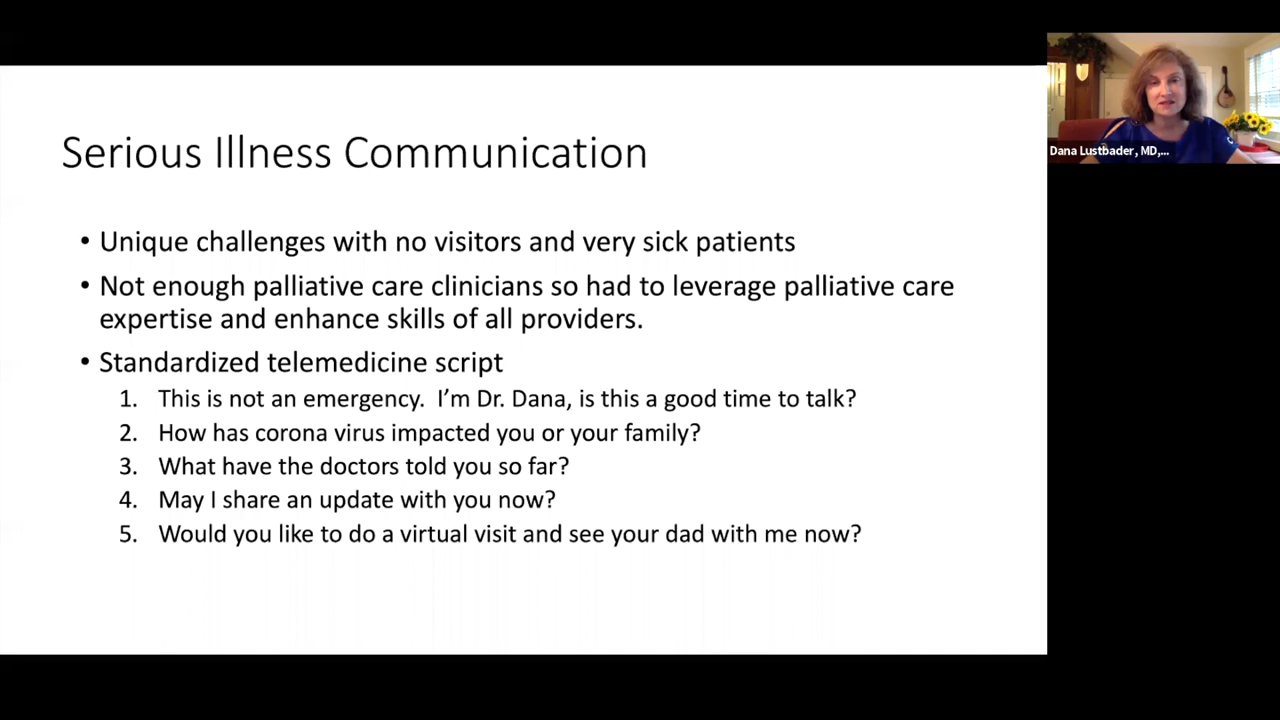 Serious Illness Communication
• Unique challenges with no visitors and very sick patients
• Not enough palliative care clinicians so had to leverage palliative care
expertise and enhance skills of all providers.
• Standardized telemedicine script
1. This is not an emergency.  I’m Dr. Dana, is this a good time to talk?
2. How has corona virus impacted you or your family?
3. What have the doctors told you so far?
4. May I share an update with you now?
5. Would you like to do a virtual visit and see your dad with me now?
Dana Lustbader, MD,...